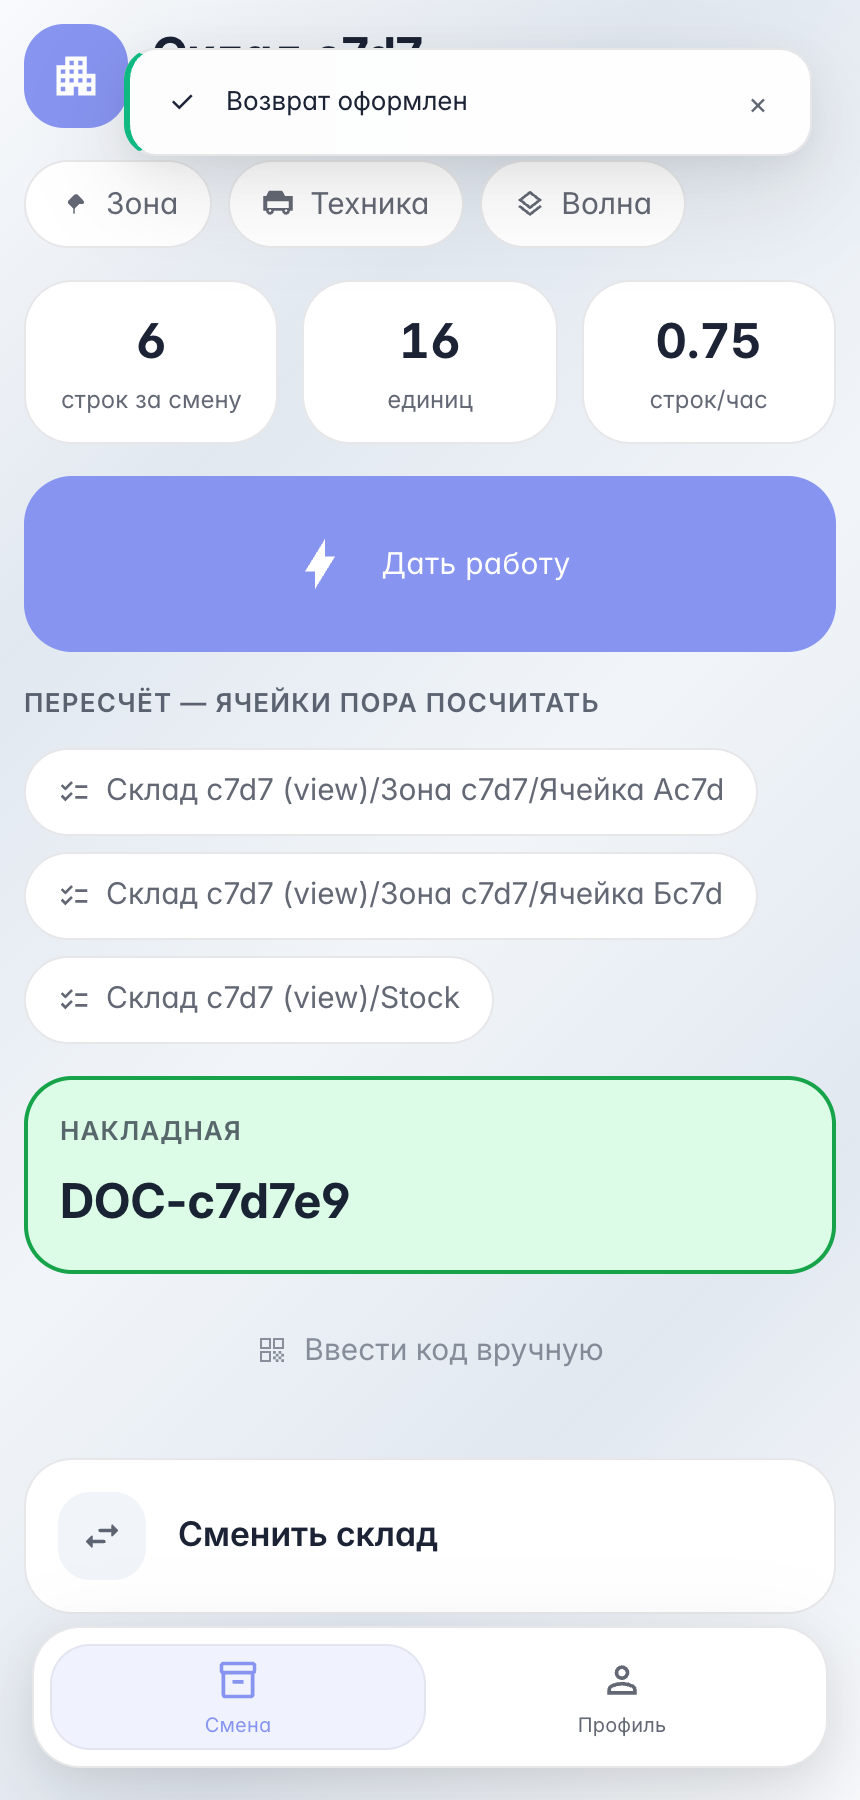 Возврат оформлен
Зона
Техника
Волна
6
строк за смену
16
единиц
0.75
строк/час
Дать работу
ПЕРЕСЧЁТ — ЯЧЕЙКИ ПОРА ПОСЧИТАТЬ
Склад c7d7 (view)/Зона c7d7/Ячейка Ac7d
Склад c7d7 (view)/Зона c7d7/Ячейка Бc7d
Склад c7d7 (view)/Stock
НАКЛАДНАЯ
DOC-c7d7e9
Ввести код вручную
Сменить склад
Смена
Профиль